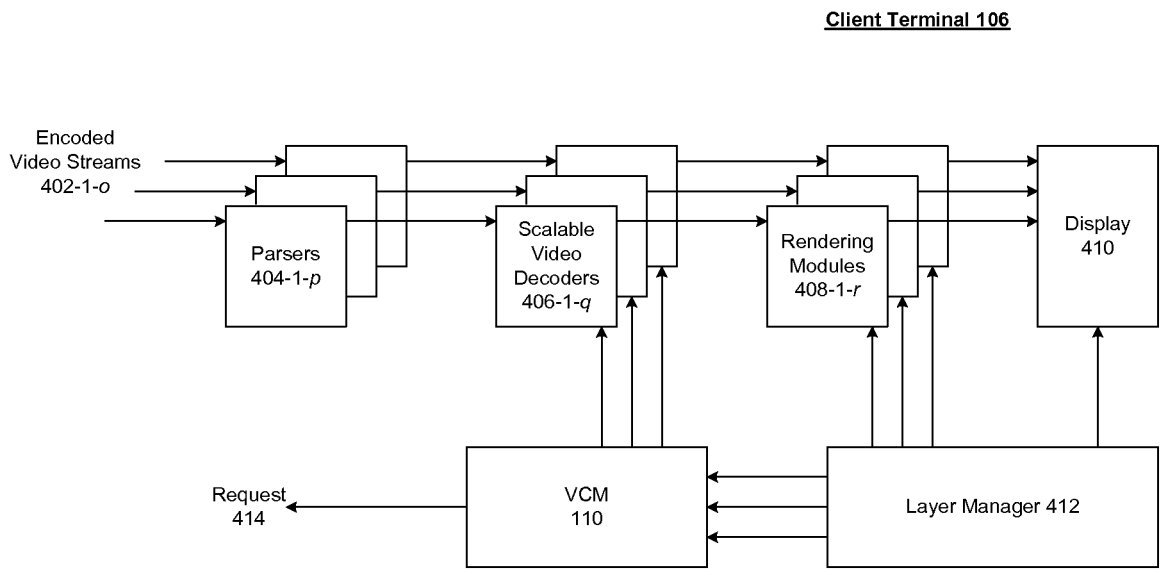 Client Terminal 106
Encoded
Video Streams
402-1-o
Parsers
404-1-p
Scalable
Video
Decoders
406-1-q
Rendering
Modules
408-1-r
Display
410
Request
414
VCM
110
Layer Manager 412